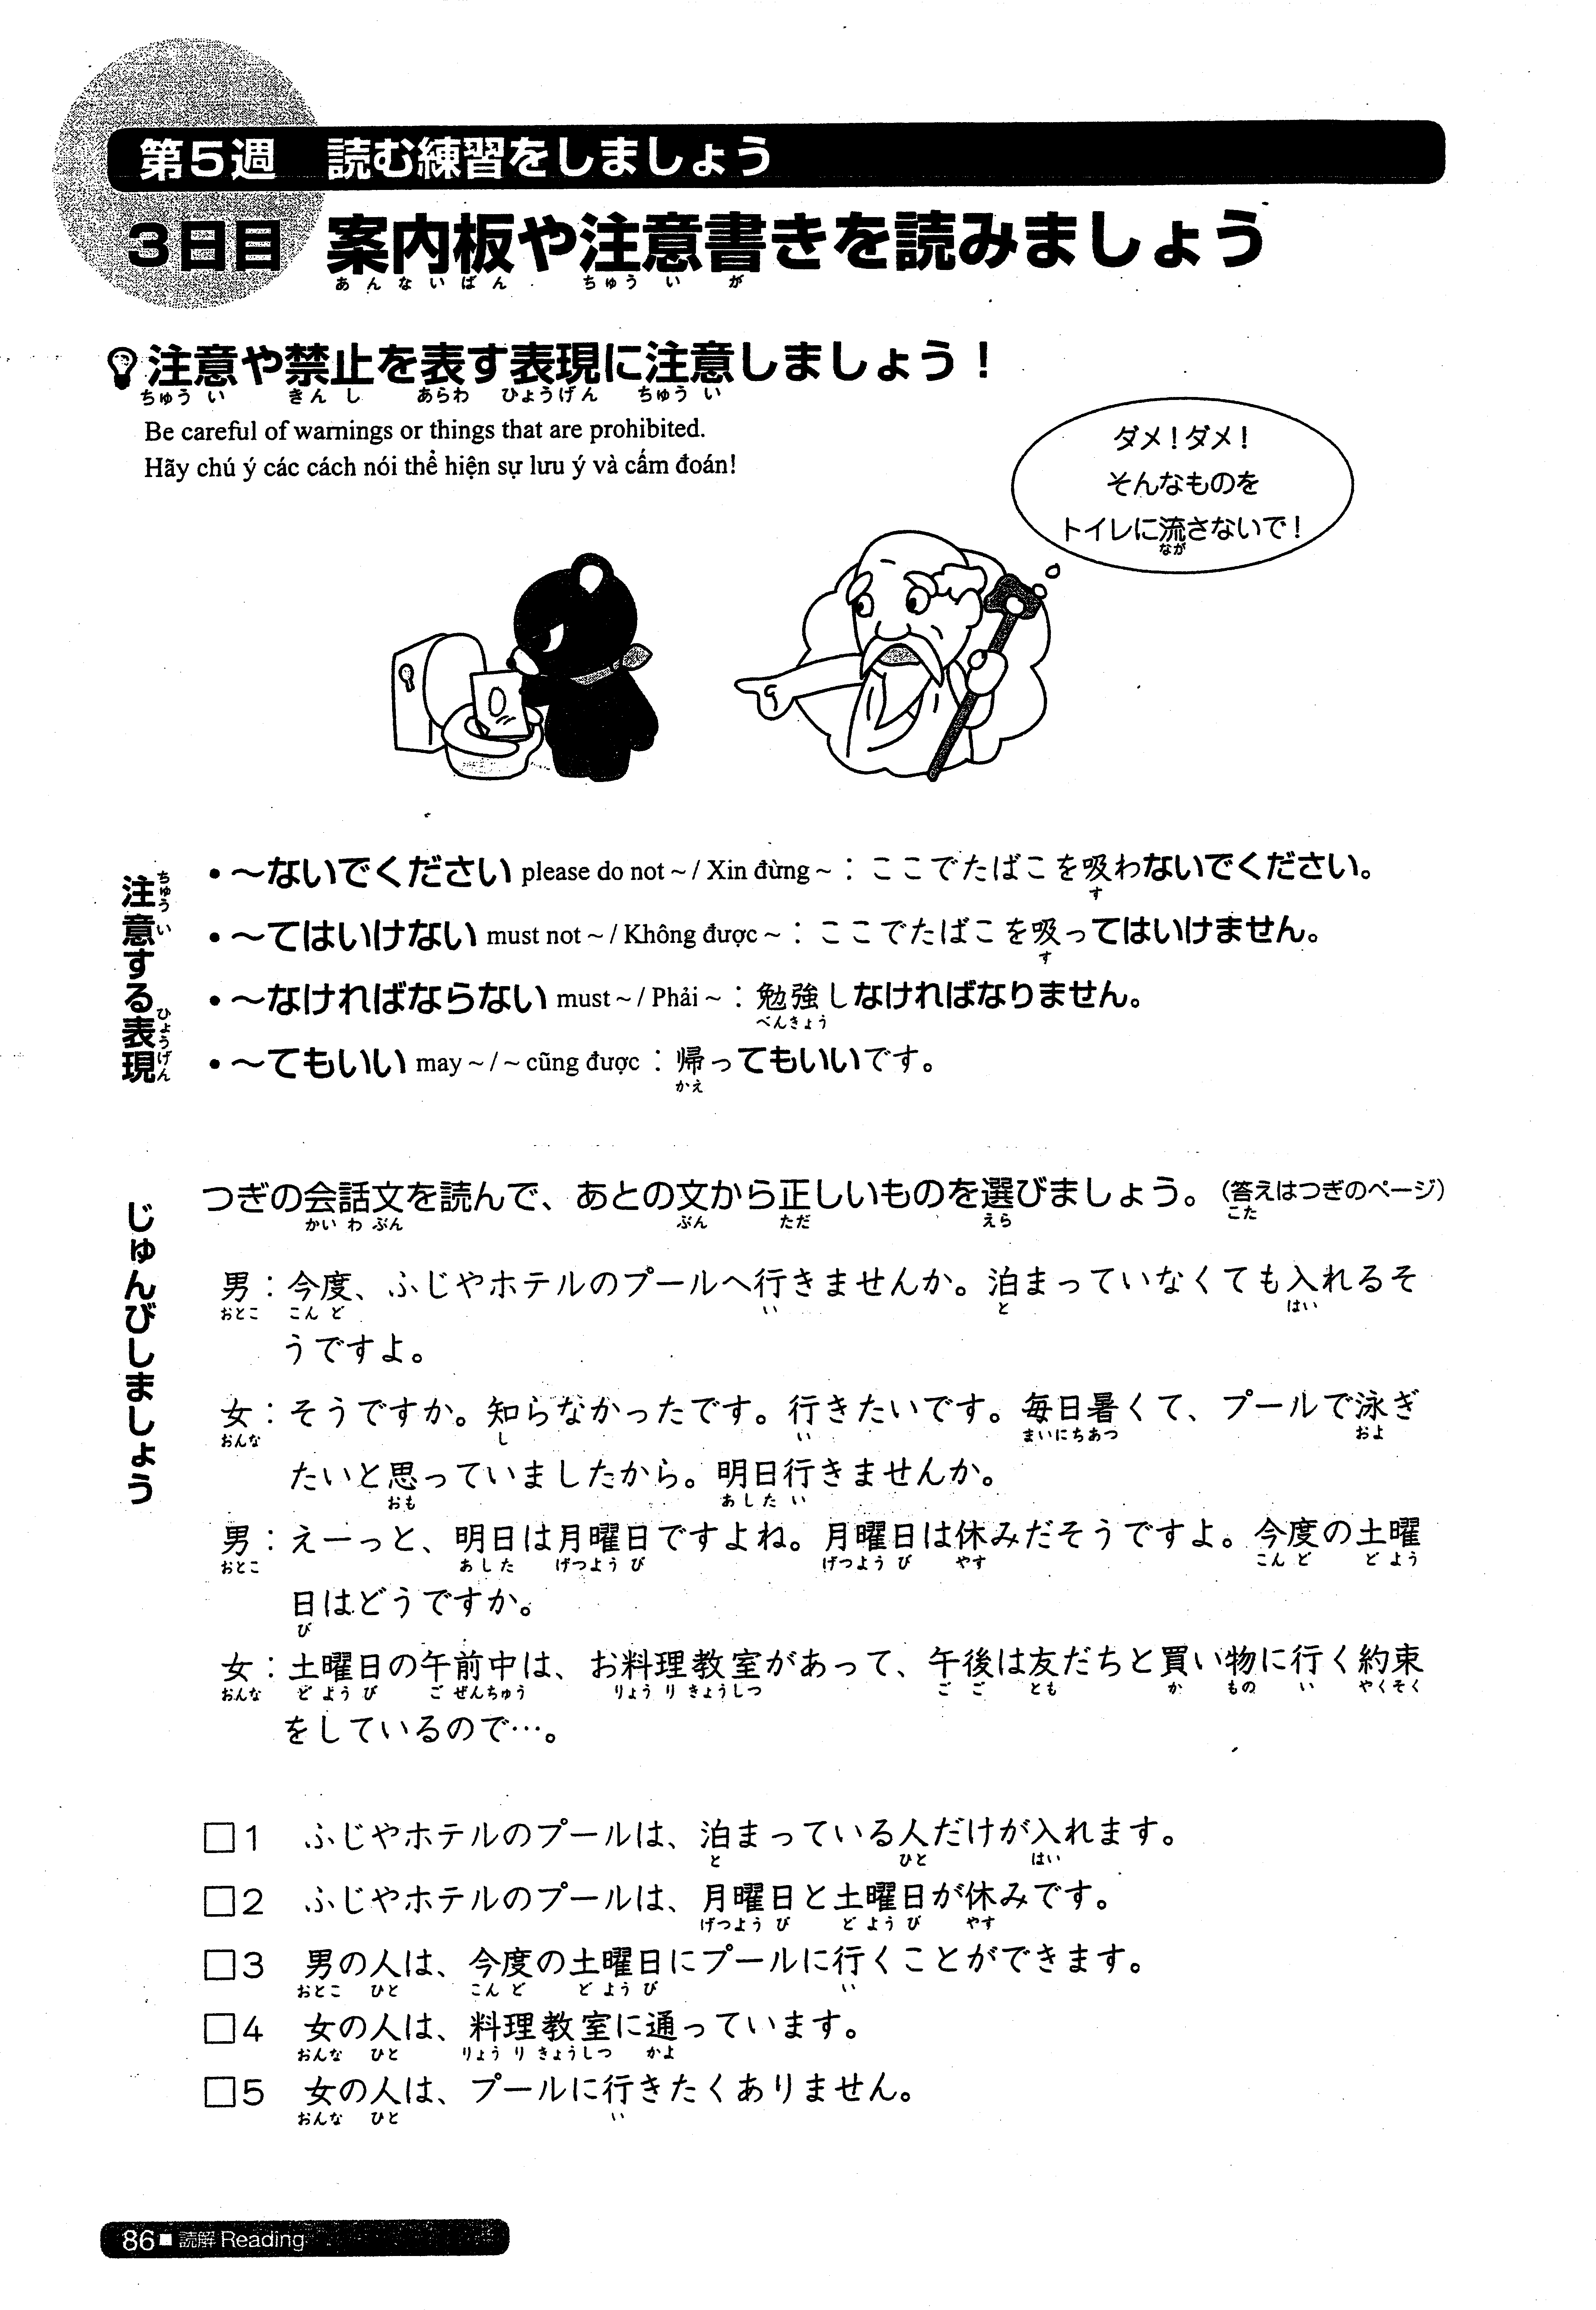 第5週 読む練習をしましょう
3日目 案内板や注意書きを読みましょう
あんないばん ちゅうい が
注意や禁止を表す表現に注意しましょう！
ちゅうい きんし あらわ ひょうげん ちゅうい
Be careful of warnings or things that are prohibited.
Hãy chú ý các cách nói thể hiện sự lưu ý và cấm đoán!
ダメ！ダメ！
そんなものを
トイレに流さないで！
なが
注意する表現
ちゅうい ひょうげん
・〜ないでください please do not ~ / Xin đừng ~：ここでたばこを吸わないでください。
す
・〜てはいけない must not ~ / Không được ~：ここでたばこを吸ってはいけません。
す
・〜なければならない must ~ / Phải ~：勉強しなければなりません。
べんきょう
・〜てもいい may ~ / ~ cũng được：帰ってもいいです。
かえ
じゅんびしましょう
つぎの会話文を読んで、あとの文から正しいものを選びましょう。（答えはつぎのページ）
かいわぶん ぶん ただ えら こた
男：今度、ふじやホテルのプールへ行きませんか。泊まっていなくても入れるそ
おとこ こんど い と はい
うですよ。
女：そうですか。知らなかったです。行きたいです。毎日暑くて、プールで泳ぎ
おんな し い まいにちあつ およ
たいと思っていましたから。明日行きませんか。
おも あした い
男：えーっと、明日は月曜日ですよね。月曜日は休みだそうですよ。今度の土曜
おとこ あした げつようび げつようび やす こんど どよう
日はどうですか。
び
女：土曜日の午前中は、お料理教室があって、午後は友だちと買い物に行く約束
おんな どようび ごぜんちゅう りょうりきょうしつ ごご とも か もの い やくそく
をしているので…。
□1 ふじやホテルのプールは、泊まっている人だけが入れます。
と ひと はい
□2 ふじやホテルのプールは、月曜日と土曜日が休みです。
げつようび どようび やす
□3 男の人は、今度の土曜日にプールに行くことができます。
おとこ ひと こんど どようび い
□4 女の人は、料理教室に通っています。
おんな ひと りょうりきょうしつ かよ
□5 女の人は、プールに行きたくありません。
おんな ひと い
86■読解 Reading